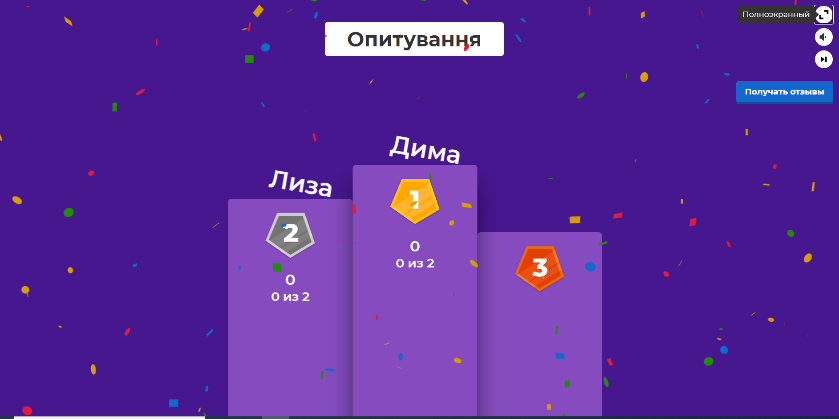 Полноэкранный
Опитування
Получать отзывы
Дима
Лиза
1
0
0 из 2
2
0
0 из 2
3